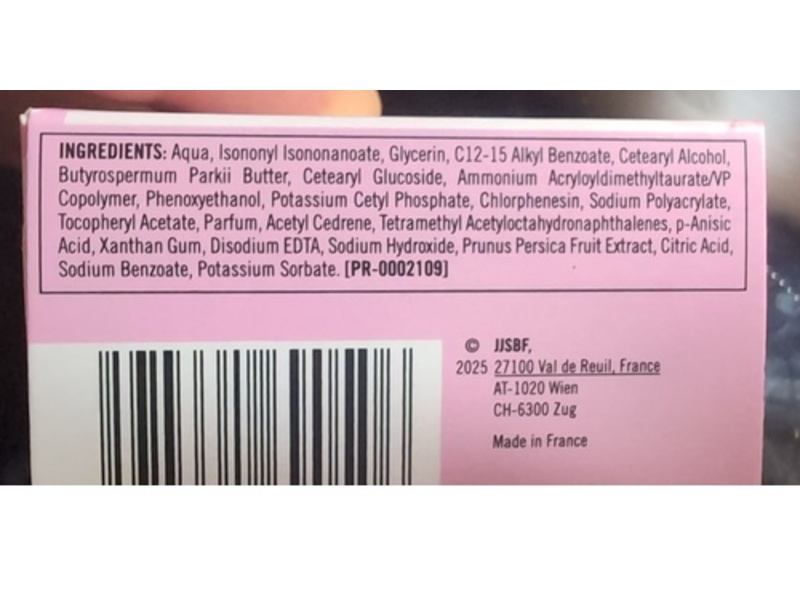 INGREDIENTS: Aqua, Isononyl Isononanoate, Glycerin, C12-15 Alkyl Benzoate, Cetearyl Alcohol,
Butyrospermum Parkii Butter, Cetearyl Glucoside, Ammonium Acryloyldimethyltaurate/VP
Copolymer, Phenoxyethanol, Potassium Cetyl Phosphate, Chlorphenesin, Sodium Polyacrylate,
Tocopheryl Acetate, Parfum, Acetyl Cedrene, Tetramethyl Acetyloctahydronaphthalenes, p-Anisic
Acid, Xanthan Gum, Disodium EDTA, Sodium Hydroxide, Prunus Persica Fruit Extract, Citric Acid,
Sodium Benzoate, Potassium Sorbate. [PR-0002109]
© JJSBF,
2025 27100 Val de Reuil, France
AT-1020 Wien
CH-6300 Zug
Made in France